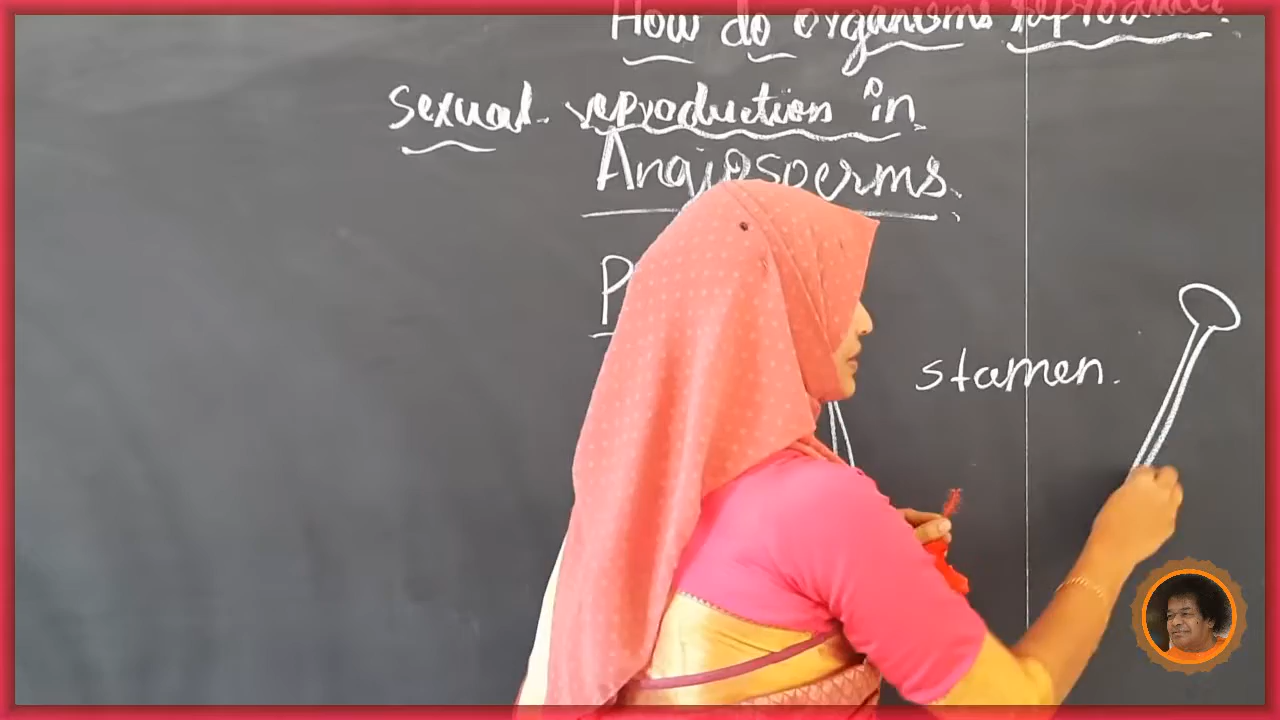 How do organisms reproduce?
Sexual reproduction in
Angiosperms.
stamen.